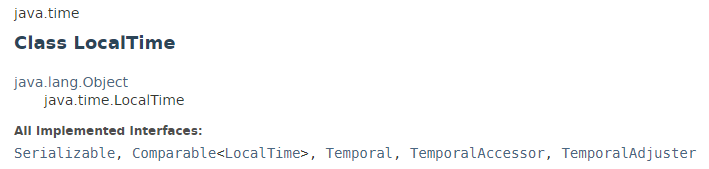 java.time
Class LocalTime
java.lang.Object
java.time.LocalTime
All Implemented Interfaces:
Serializable, Comparable<LocalTime>, Temporal, TemporalAccessor, TemporalAdjuster